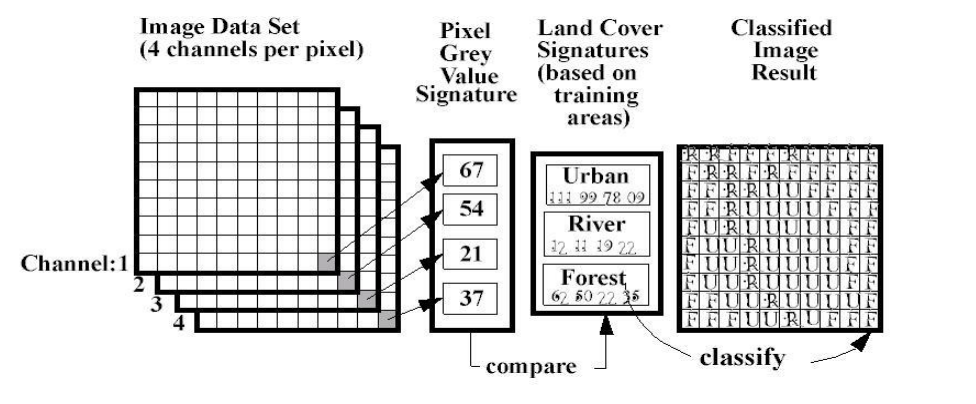 Image Data Set
(4 channels per pixel)
Pixel
Grey
Value
Signature
Land Cover
Signatures
(based on
training
areas)
Classified
Image
Result
Channel:1
2
3
4
67
54
21
37
Urban
111 99 78 09
River
12 11 19 22
Forest
62 50 22 35
R R F F F R F F F F
F R R F R F F F F F
F F R R U U F F F F
F F R U U U U F F F
F U R U U U U U F F
F U U R U U U U F F
F U U R U U U U F F
F U U R U U U U F F
F F U U R U U U U F
F F F U U R U F F F
compare
classify